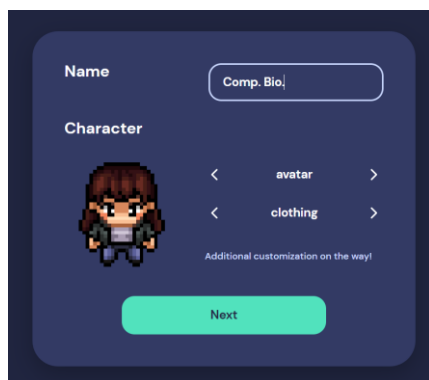 Name
Comp. Bio.
Character
avatar
clothing
Additional customization on the way!
Next